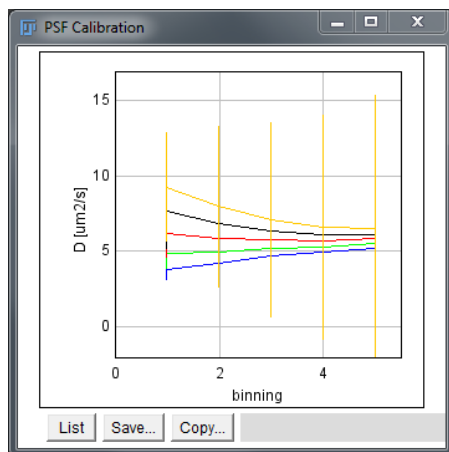 PSF Calibration
15
10
5
0
D [um2/s]
0 2 4
binning
List Save... Copy...